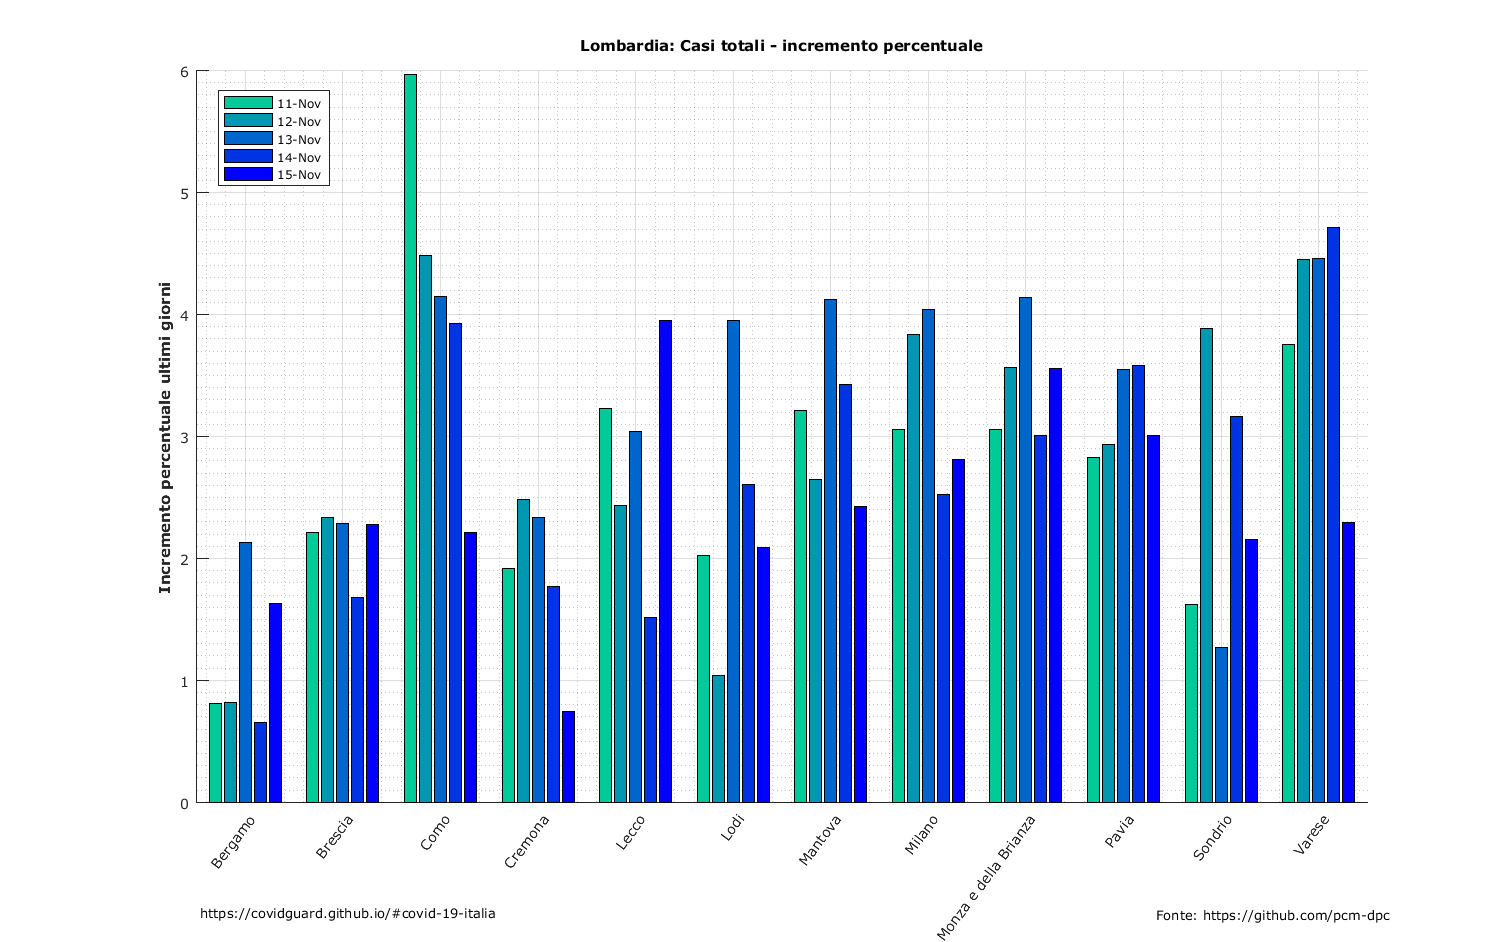 Lombardia: Casi totali - incremento percentuale
Incremento percentuale ultimi giorni
6
5
4
3
2
1
0
11-Nov
12-Nov
13-Nov
14-Nov
15-Nov
Bergamo
Brescia
Como
Cremona
Lecco
Lodi
Mantova
Milano
Monza e della Brianza
Pavia
Sondrio
Varese
https://covidguard.github.io/#covid-19-italia
Fonte: https://github.com/pcm-dpc